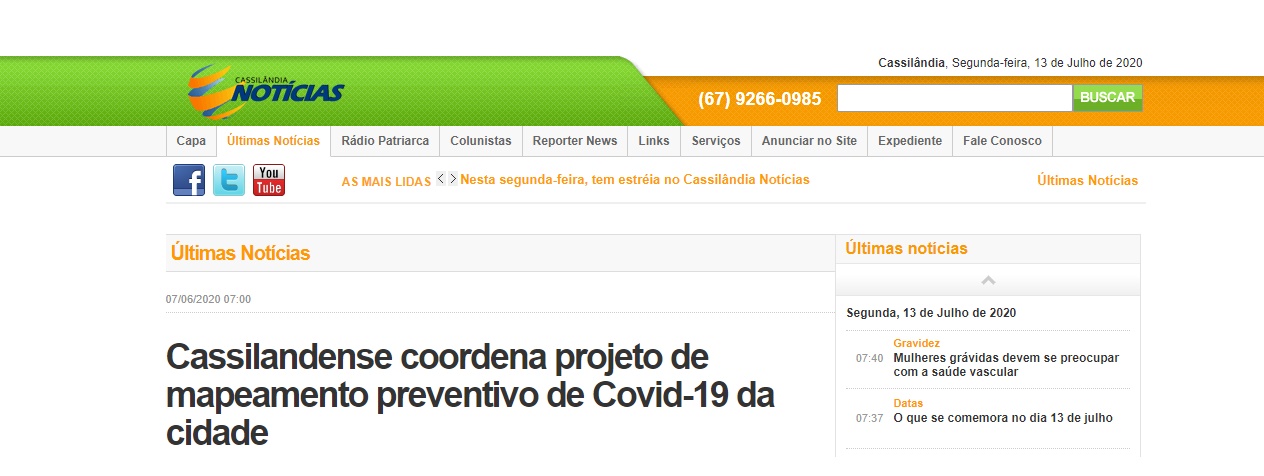 Cassilândia, Segunda-feira, 13 de Julho de 2020
CASSILÂNDIA
NOTÍCIAS
(67) 9266-0985
BUSCAR
Capa
Últimas Notícias
Rádio Patriarca
Colunistas
Reporter News
Links
Serviços
Anunciar no Site
Expediente
Fale Conosco
f
t
You
Tube
AS MAIS LIDAS
Nesta segunda-feira, tem estréia no Cassilândia Notícias
Últimas Notícias
Últimas Notícias
07/06/2020 07:00
Cassilandense coordena projeto de
mapeamento preventivo de Covid-19 da
cidade
Últimas notícias
Segunda, 13 de Julho de 2020
Gravidez
07:40 Mulheres grávidas devem se preocupar
com a saúde vascular
Datas
07:37 O que se comemora no dia 13 de julho